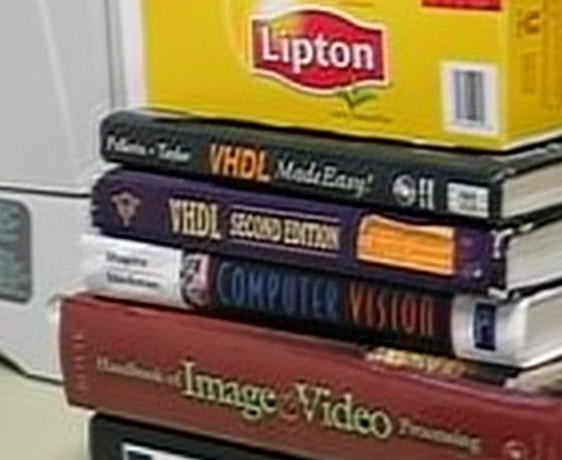 Lipton
Pellerin - Taylor VHDL Made Easy!
VHDL SECOND EDITION
Shapiro
Stockman
COMPUTER VISION
Handbook of Image & Video Processing